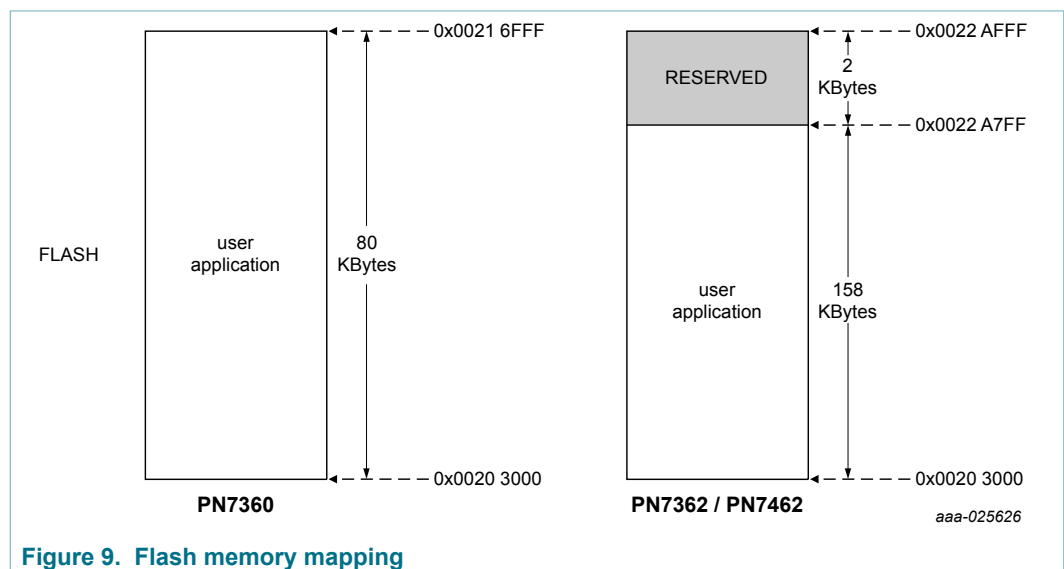 0x0021 6FFF
FLASH
user
application
80
KBytes
0x0020 3000
PN7360
0x0022 AFFF
RESERVED
2
KBytes
0x0022 A7FF
user
application
158
KBytes
0x0020 3000
PN7362 / PN7462
aaa-025626
Figure 9. Flash memory mapping